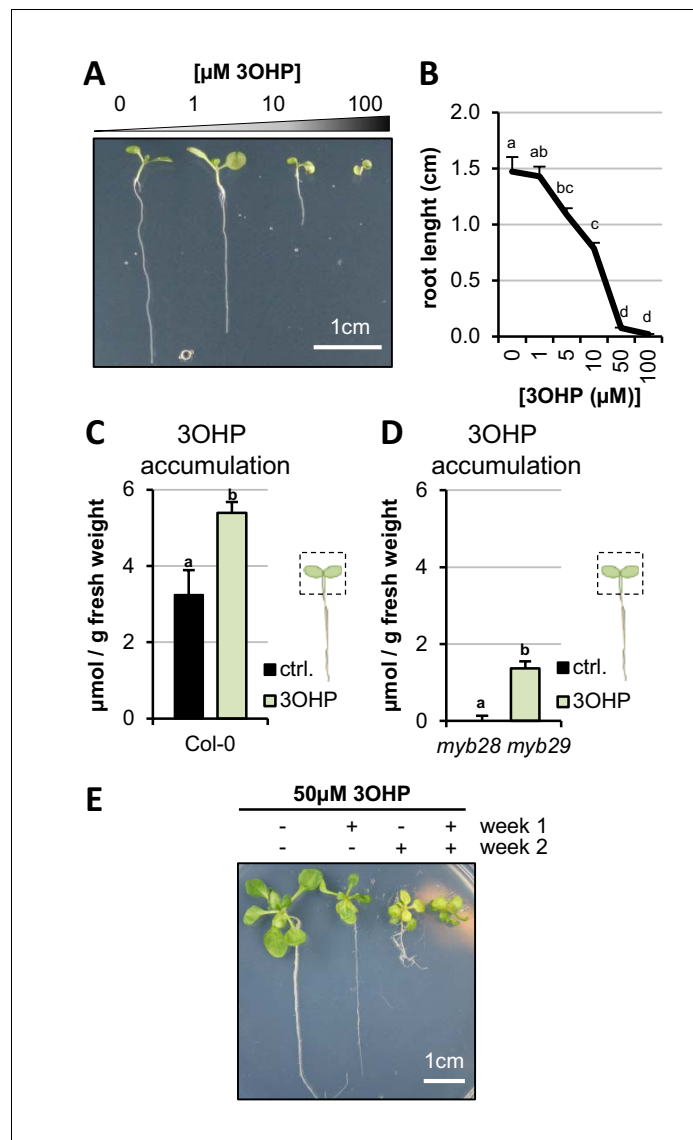 A
[µM 3OHP]
0 1 10 100
1cm
B
root lenght (cm)
2.0
1.5
1.0
0.5
0.0
a
ab
bc
c
d
d
0 1 5 10 50 100
[3OHP (µM)]
C
3OHP
accumulation
µmol / g fresh weight
6
4
2
0
a
b
ctrl.
3OHP
Col-0
D
3OHP
accumulation
µmol / g fresh weight
6
4
2
0
a
b
ctrl.
3OHP
myb28 myb29
E
50µM 3OHP
- + - + week 1
- - + + week 2
1cm